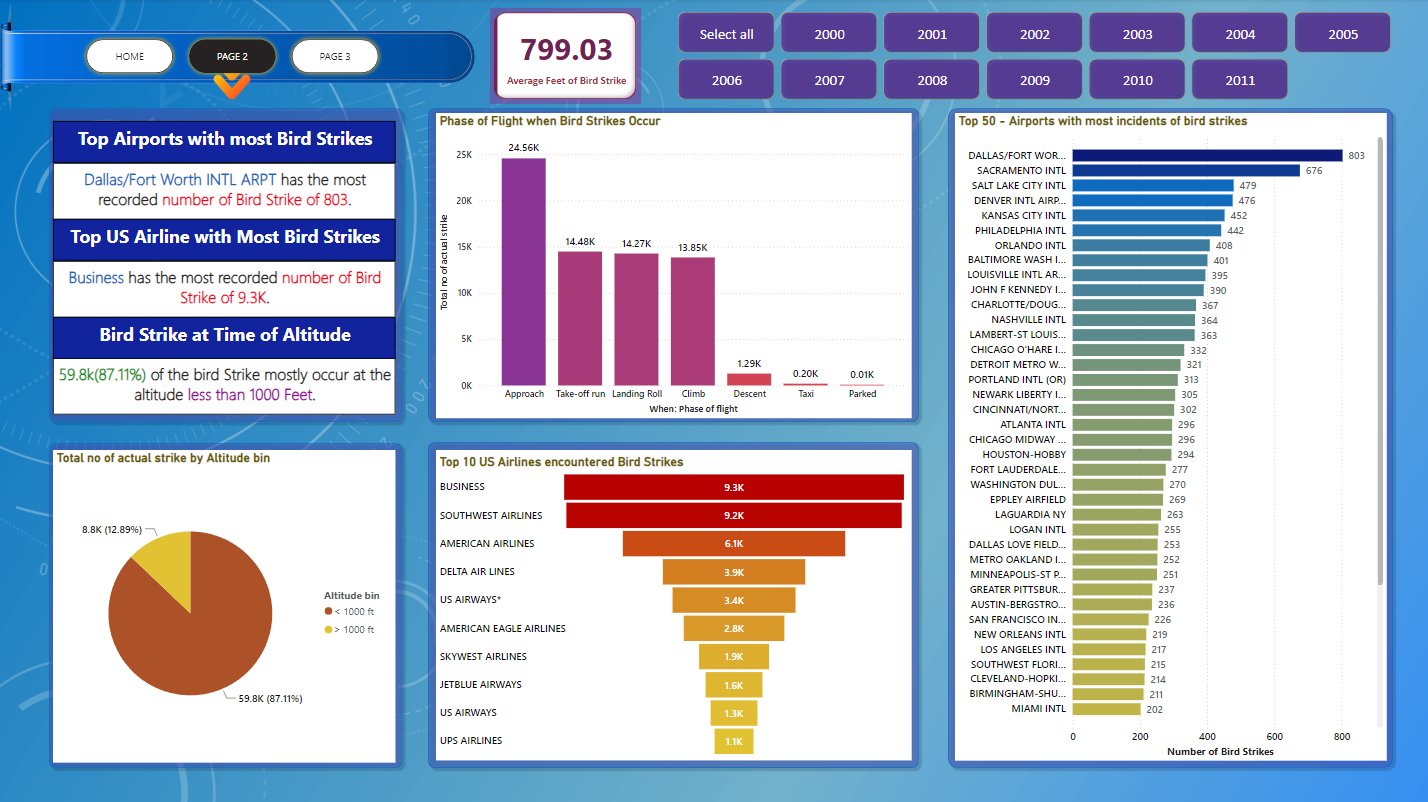 HOME
PAGE 2
PAGE 3
799.03
Average Feet of Bird Strike
Select all
2000
2001
2002
2003
2004
2005
2006
2007
2008
2009
2010
2011
Top Airports with most Bird Strikes
Dallas/Fort Worth INTL ARPT has the most
recorded number of Bird Strike of 803.
Top US Airline with Most Bird Strikes
Business has the most recorded number of Bird
Strike of 9.3K.
Bird Strike at Time of Altitude
59.8k(87.11%) of the bird Strike mostly occur at the
altitude less than 1000 Feet.
Phase of Flight when Bird Strikes Occur
Total no of actual strike
25K
20K
15K
10K
5K
0K
24.56K
14.48K
14.27K
13.85K
1.29K
0.20K
0.01K
Approach
Take-off run
Landing Roll
Climb
Descent
Taxi
Parked
When: Phase of flight
Total no of actual strike by Altitude bin
8.8K (12.89%)
59.8K (87.11%)
Altitude bin
< 1000 ft
> 1000 ft
Top 10 US Airlines encountered Bird Strikes
BUSINESS 9.3K
SOUTHWEST AIRLINES 9.2K
AMERICAN AIRLINES 6.1K
DELTA AIR LINES 3.9K
US AIRWAYS* 3.4K
AMERICAN EAGLE AIRLINES 2.8K
SKYWEST AIRLINES 1.9K
JETBLUE AIRWAYS 1.6K
US AIRWAYS 1.3K
UPS AIRLINES 1.1K
Top 50 - Airports with most incidents of bird strikes
DALLAS/FORT WOR... 803
SACRAMENTO INTL 676
SALT LAKE CITY INTL 479
DENVER INTL AIRP... 476
KANSAS CITY INTL 452
PHILADELPHIA INTL 442
ORLANDO INTL 408
BALTIMORE WASH I... 401
LOUISVILLE INTL AR... 395
JOHN F KENNEDY I... 390
CHARLOTTE/DOUG... 367
NASHVILLE INTL 364
LAMBERT-ST LOUIS... 363
CHICAGO O'HARE I... 332
DETROIT METRO W... 321
PORTLAND INTL (OR) 313
NEWARK LIBERTY I... 305
CINCINNATI/NORT... 302
ATLANTA INTL 296
CHICAGO MIDWAY ... 296
HOUSTON-HOBBY 294
FORT LAUDERDALE... 277
WASHINGTON DUL... 270
EPPLEY AIRFIELD 269
LAGUARDIA NY 263
LOGAN INTL 255
DALLAS LOVE FIELD... 253
METRO OAKLAND I... 252
MINNEAPOLIS-ST P... 251
GREATER PITTSBUR... 237
AUSTIN-BERGSTRO... 236
SAN FRANCISCO IN... 226
NEW ORLEANS INTL 219
LOS ANGELES INTL 217
SOUTHWEST FLORI... 215
CLEVELAND-HOPKI... 214
BIRMINGHAM-SHU... 211
MIAMI INTL 202
0 200 400 600 800
Number of Bird Strikes